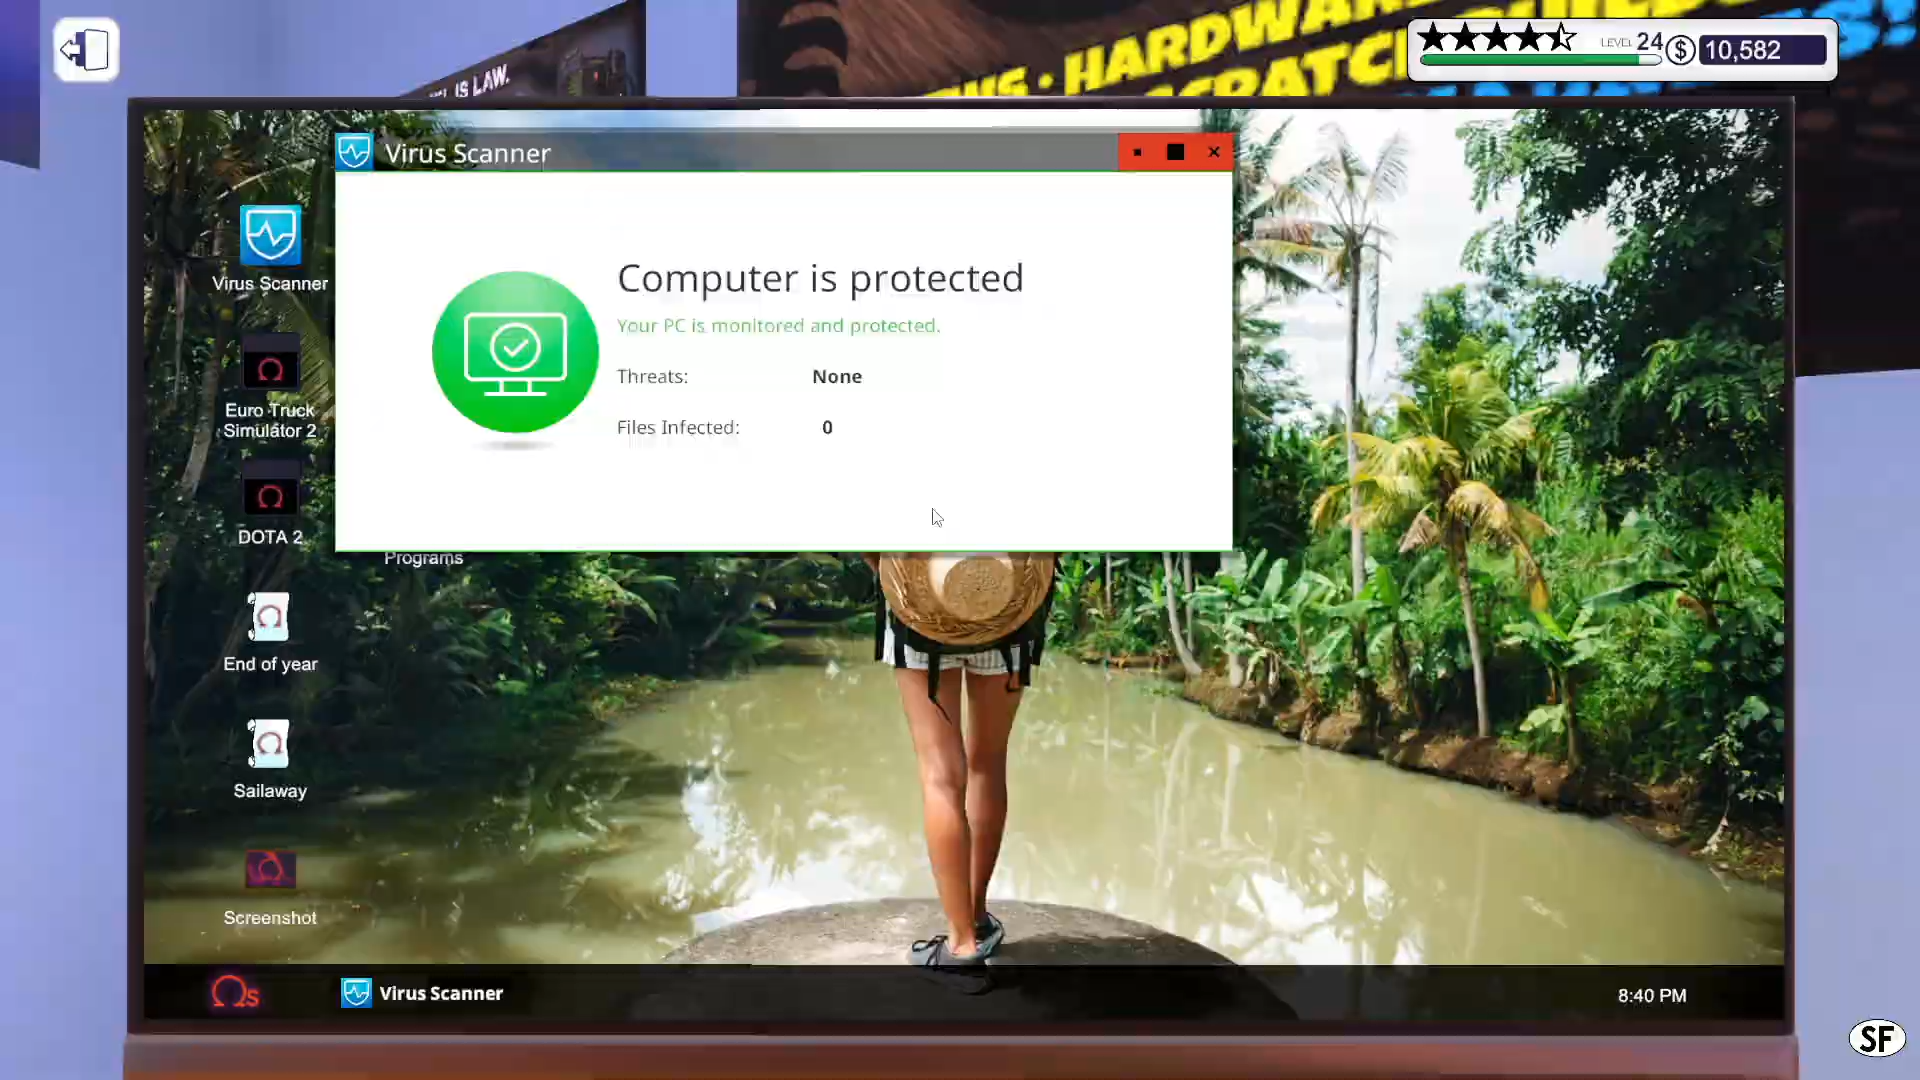 IS LAW.
· HARDWARE
LEVEL 24
$ 10,582
Virus Scanner
Virus Scanner
Computer is protected
Your PC is monitored and protected.
Threats: None
Files Infected: 0
Euro Truck
Simulator 2
DOTA 2
Programs
End of year
Sailaway
Screenshot
Ωs
Virus Scanner
8:40 PM
SF